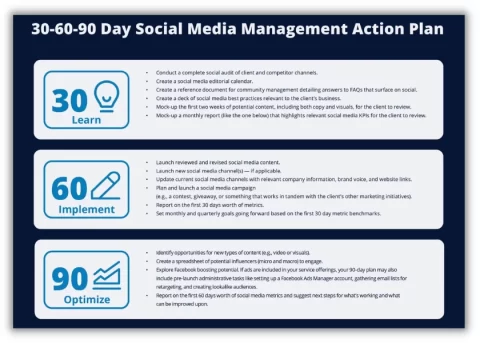 30-60-90 Day Social Media Management Action Plan
30
Learn
• Conduct a complete social audit of client and competitor channels.
• Create a social media editorial calendar.
• Create a reference document for community management detailing answers to FAQs that surface on social.
• Create a deck of social media best practices relevant to the client's business.
• Mock-up the first two weeks of potential content, including both copy and visuals, for the client to review.
• Mock-up a monthly report (like the one below) that highlights relevant social media KPIs for the client to review.
60
Implement
• Launch reviewed and revised social media content.
• Launch new social media channel(s) — if applicable.
• Update current social media channels with relevant company information, brand voice, and website links.
• Plan and launch a social media campaign
(e.g., a contest, giveaway, or something that works in tandem with the client's other marketing initiatives).
• Report on the first 30 days worth of metrics.
• Set monthly and quarterly goals going forward based on the first 30 day metric benchmarks.
90
Optimize
• Identify opportunities for new types of content (e.g., video or visuals).
• Create a spreadsheet of potential influencers (micro and macro) to engage.
• Explore Facebook boosting potential. If ads are included in your service offerings, your 90-day plan may also
include pre-launch administrative tasks like setting up a Facebook Ads Manager account, gathering email lists for
retargeting, and creating lookalike audiences.
• Report on the first 60 days worth of social media metrics and suggest next steps for what's working and what
can be improved upon.